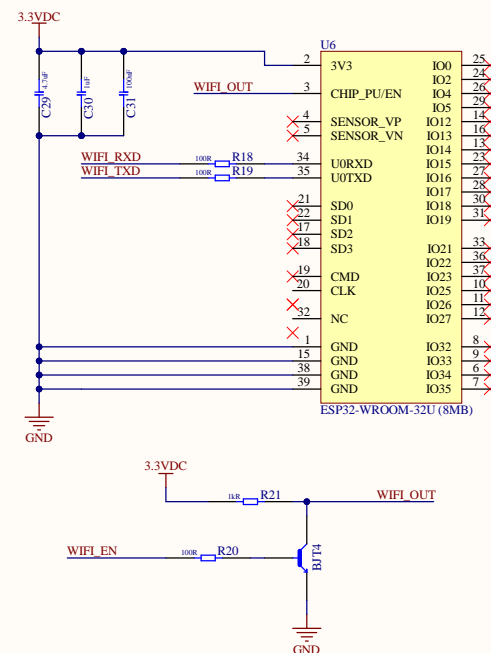 3.3VDC
U6
2 3V3 IO0 25
IO2 24
WIFI_OUT 3 CHIP_PU/EN IO4 26
IO5 29
4 SENSOR_VP IO12 14
5 SENSOR_VN IO13 16
IO14 13
4.7uF C29 1uF C30 100nF C31
WIFI_RXD 100R R18 34 U0RXD IO15 23
WIFI_TXD 100R R19 35 U0TXD IO16 27
IO17 28
21 SD0 IO18 30
22 SD1 IO19 31
17 SD2
18 SD3 IO21 33
IO22 36
19 CMD IO23 37
20 CLK IO25 10
IO26 11
32 NC IO27 12
1 GND IO32 8
15 GND IO33 9
38 GND IO34 6
39 GND IO35 7
ESP32-WROOM-32U (8MB)
GND
3.3VDC
1kR R21 WIFI_OUT
WIFI_EN 100R R20 BJT4
GND